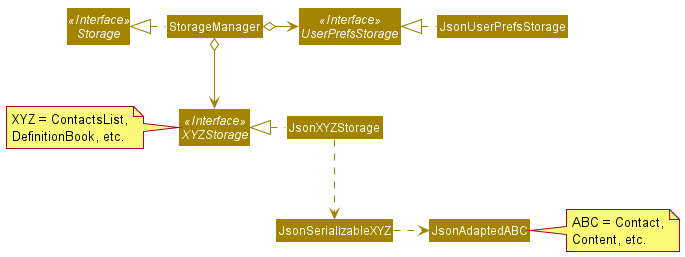 «Interface»
Storage
StorageManager
«Interface»
UserPrefsStorage
JsonUserPrefsStorage
XYZ = ContactsList,
DefinitionBook, etc.
«Interface»
XYZStorage
JsonXYZStorage
JsonSerializableXYZ
JsonAdaptedABC
ABC = Contact,
Content, etc.